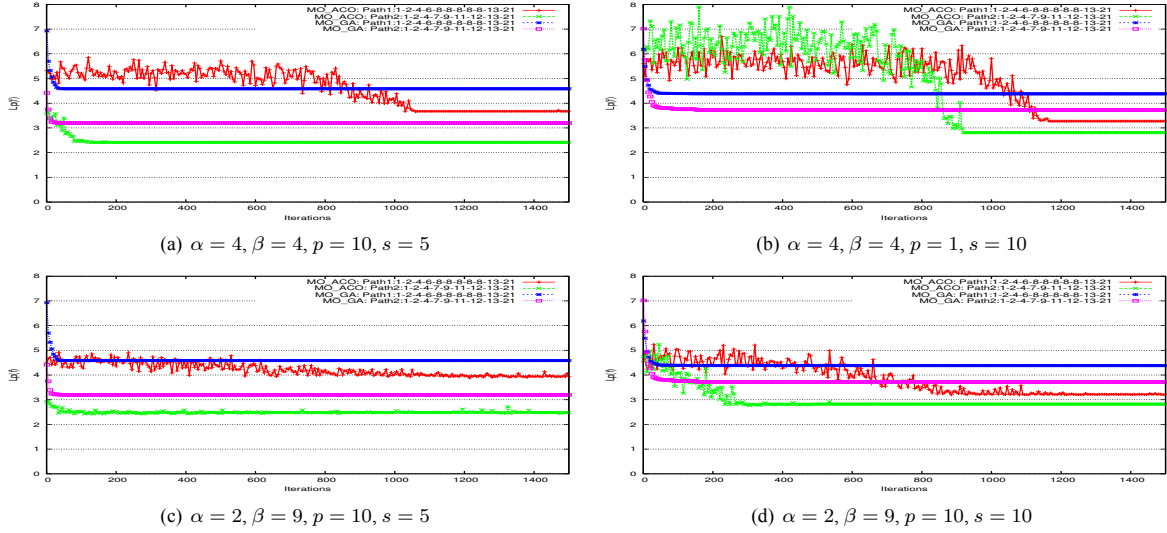 MO_ACO: Path1:1-2-4-6-8-8-8-8-8-13-21
MO_ACO: Path2:1-2-4-7-9-11-12-13-21
MO_GA: Path1:1-2-4-6-8-8-8-8-8-13-21
MO_GA: Path2:1-2-4-7-9-11-12-13-21
8
7
6
5
4
3
2
1
0
Lp(f)
0 200 400 600 800 1000 1200 1400
Iterations
(a) α = 4, β = 4, p = 10, s = 5
MO_ACO: Path1:1-2-4-6-8-8-8-8-8-13-21
MO_ACO: Path2:1-2-4-7-9-11-12-13-21
MO_GA: Path1:1-2-4-6-8-8-8-8-8-13-21
MO_GA: Path2:1-2-4-7-9-11-12-13-21
8
7
6
5
4
3
2
1
0
Lp(f)
0 200 400 600 800 1000 1200 1400
Iterations
(b) α = 4, β = 4, p = 1, s = 10
MO_ACO: Path1:1-2-4-6-8-8-8-8-8-13-21
MO_ACO: Path2:1-2-4-7-9-11-12-13-21
MO_GA: Path1:1-2-4-6-8-8-8-8-8-13-21
MO_GA: Path2:1-2-4-7-9-11-12-13-21
8
7
6
5
4
3
2
1
0
Lp(f)
0 200 400 600 800 1000 1200 1400
Iterations
(c) α = 2, β = 9, p = 10, s = 5
MO_ACO: Path1:1-2-4-6-8-8-8-8-8-13-21
MO_ACO: Path2:1-2-4-7-9-11-12-13-21
MO_GA: Path1:1-2-4-6-8-8-8-8-8-13-21
MO_GA: Path2:1-2-4-7-9-11-12-13-21
8
7
6
5
4
3
2
1
0
Lp(f)
0 200 400 600 800 1000 1200 1400
Iterations
(d) α = 2, β = 9, p = 10, s = 10